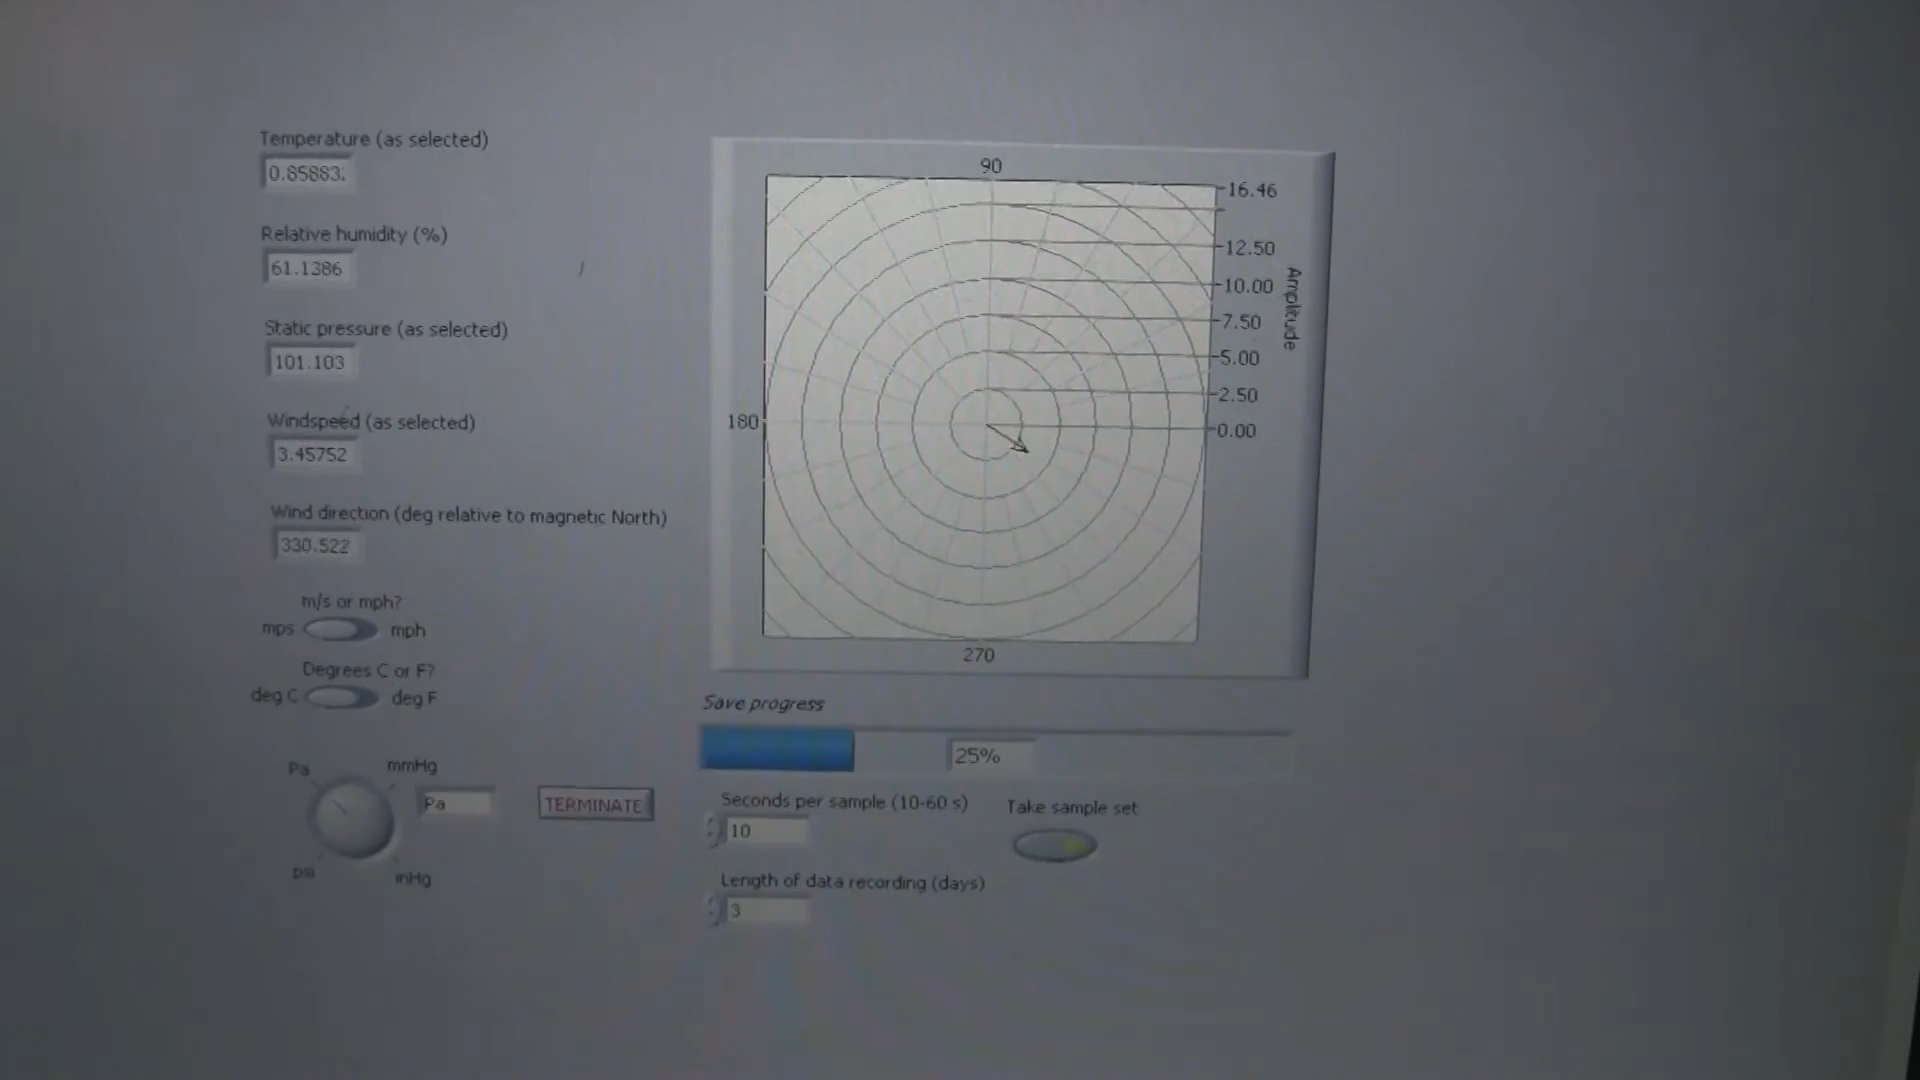 Temperature (as selected)
0.85883
Relative humidity (%)
61.1386
Static pressure (as selected)
101.103
Windspeed (as selected)
3.45752
Wind direction (deg relative to magnetic North)
330.522
m/s or mph?
mps mph
Degrees C or F?
deg C deg F
Pa mmHg
Pa
psi inHg
TERMINATE
90
180
270
16.46
12.50
10.00
7.50
5.00
2.50
0.00
Amplitude
Save progress
25%
Seconds per sample (10-60 s)
10
Take sample set
Length of data recording (days)
3